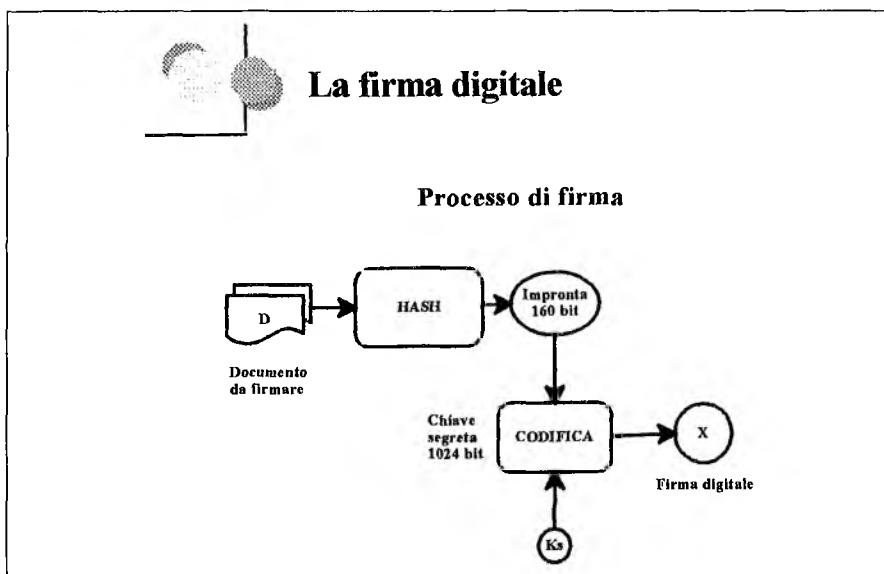 La firma digitale
Processo di firma
D
HASH
Impronta
160 bit
Documento
da firmare
Chiave
segreta
1024 bit
CODIFICA
X
Firma digitale
Ks